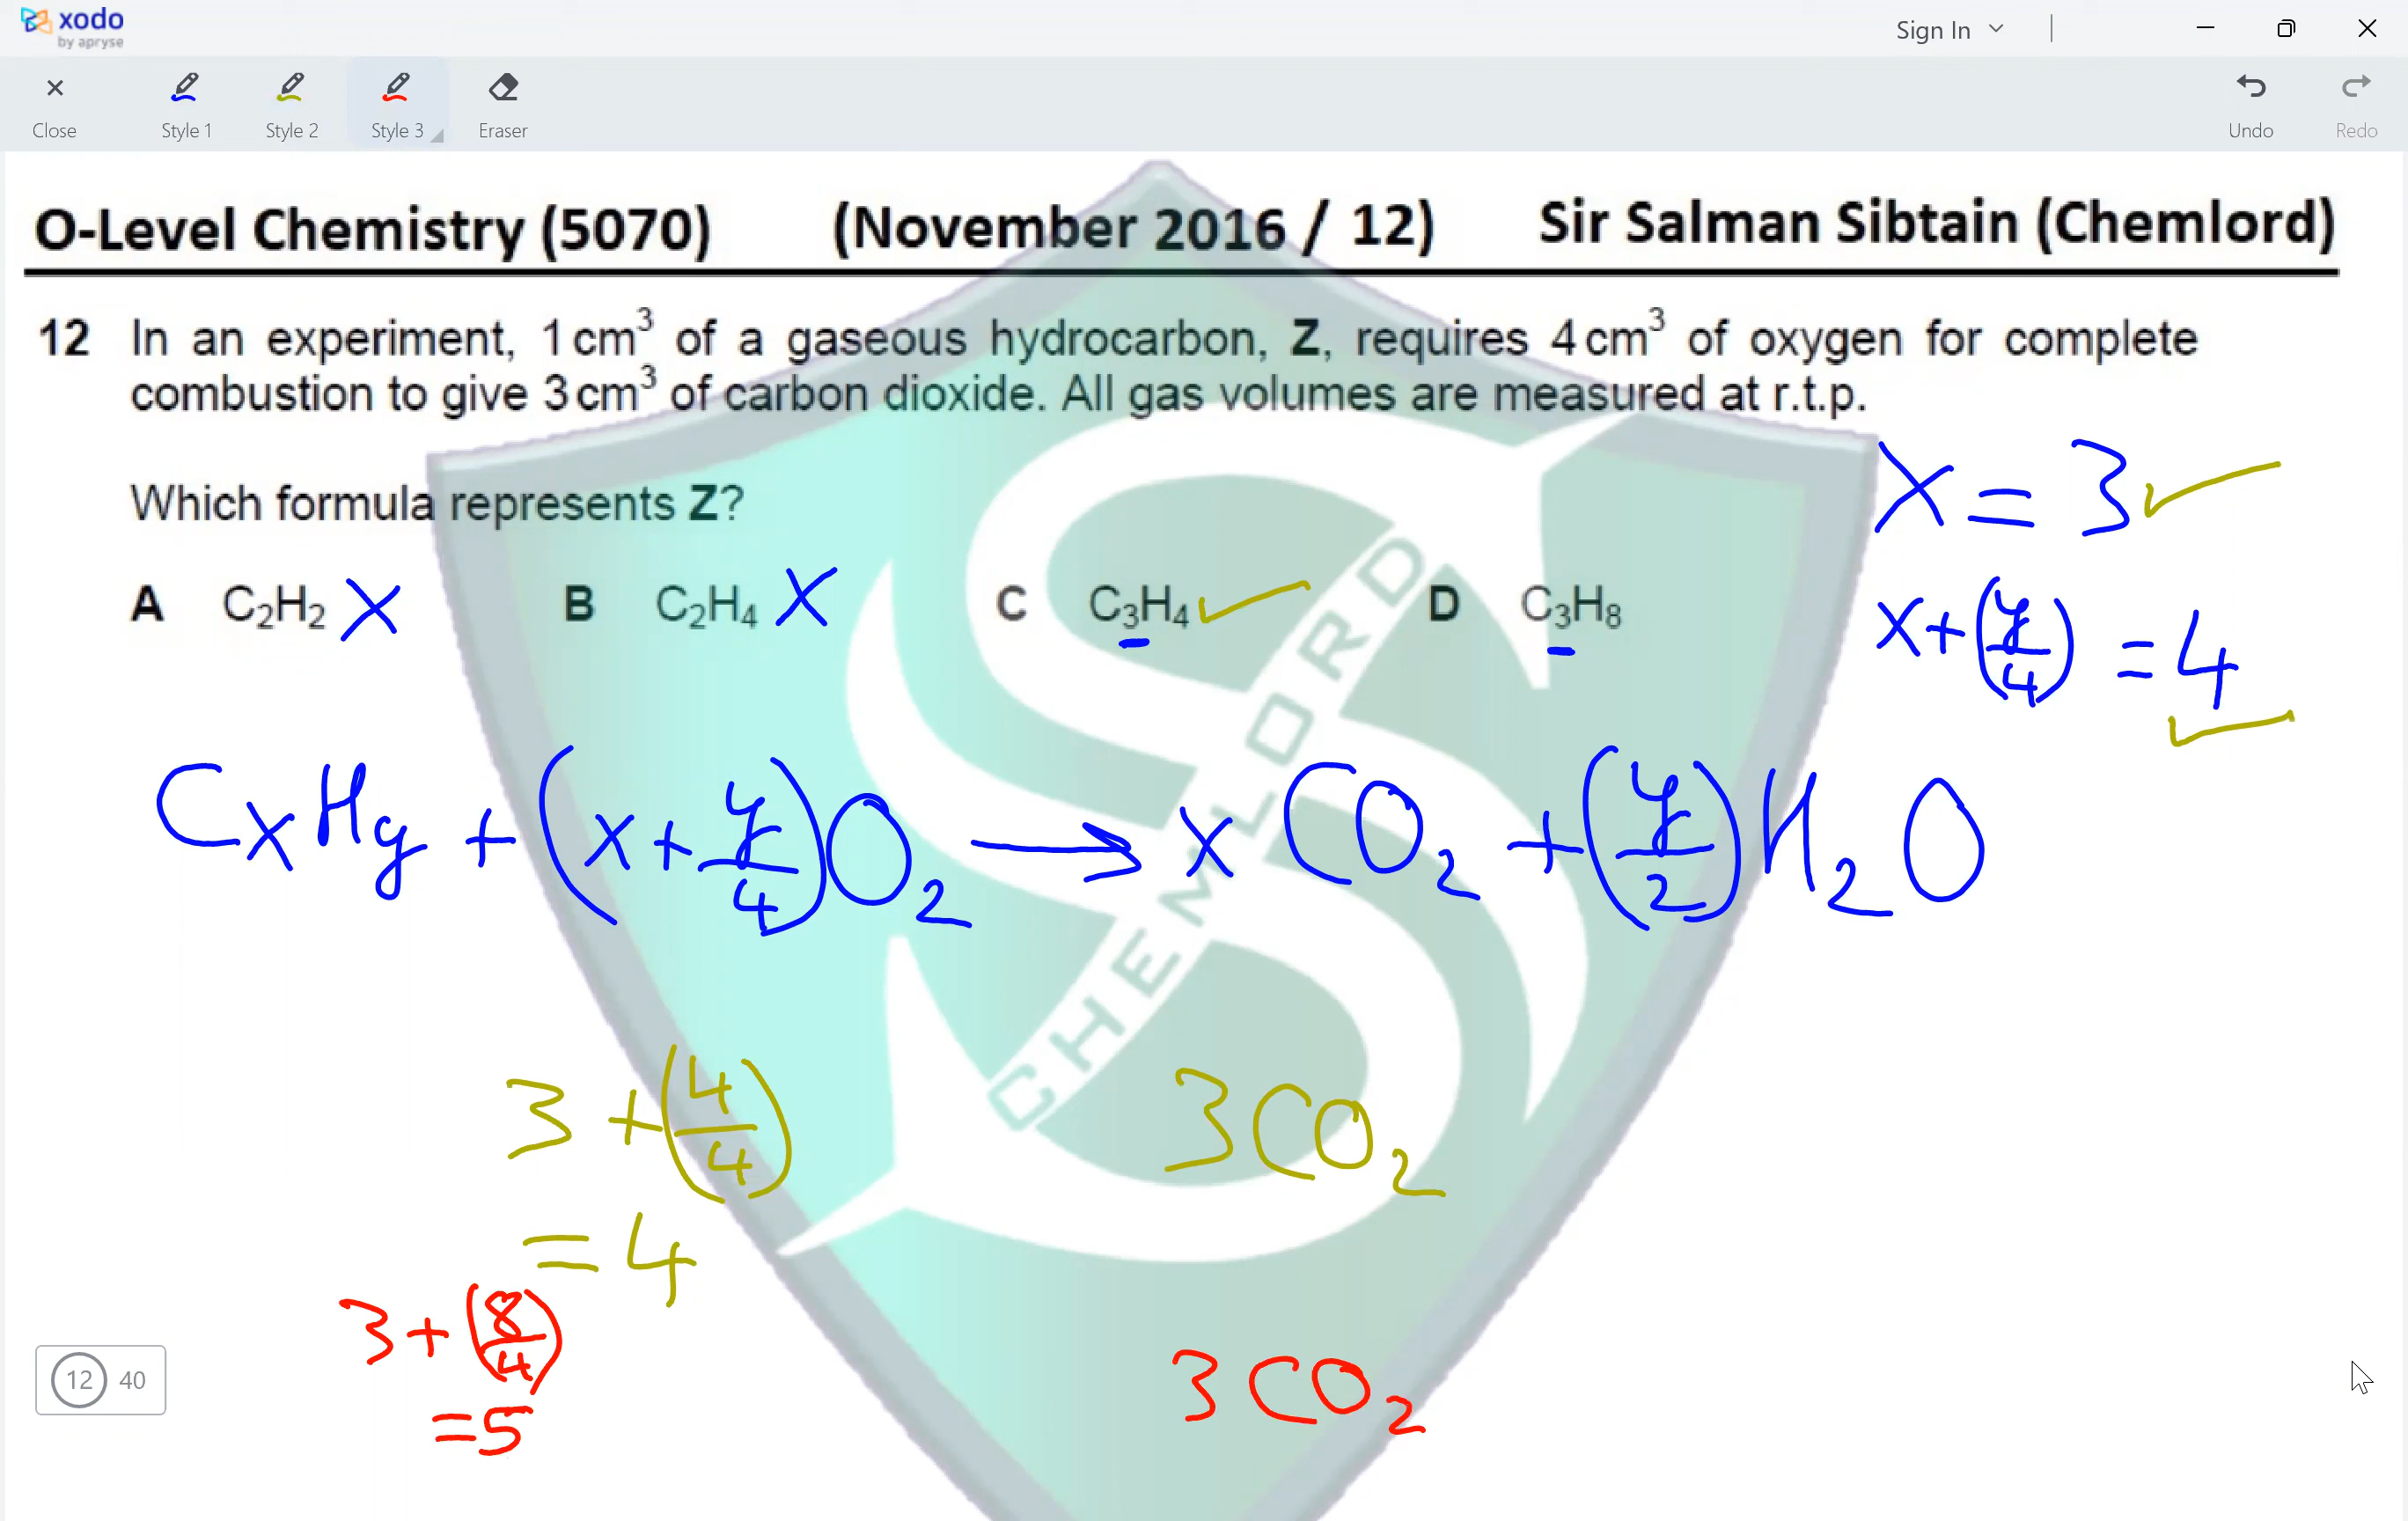 xodo
by apryse
Sign In
Close Style 1 Style 2 Style 3 Eraser Undo Redo
O-Level Chemistry (5070) (November 2016 / 12) Sir Salman Sibtain (Chemlord)
12 In an experiment, 1 cm³ of a gaseous hydrocarbon, Z, requires 4 cm³ of oxygen for complete
combustion to give 3 cm³ of carbon dioxide. All gas volumes are measured at r.t.p.
Which formula represents Z?
x = 3 ✓
A C₂H₂ X B C₂H₄ X C C₃H₄ ✓ D C₃H₈
x + (y/4) = 4 ✓
CxHy + (x + y/4) O₂ → x CO₂ + (y/2) H₂O
CHEMLORD
3 + (4/4) 3CO₂
= 4
3 + (8/4) 3CO₂
= 5
12 40